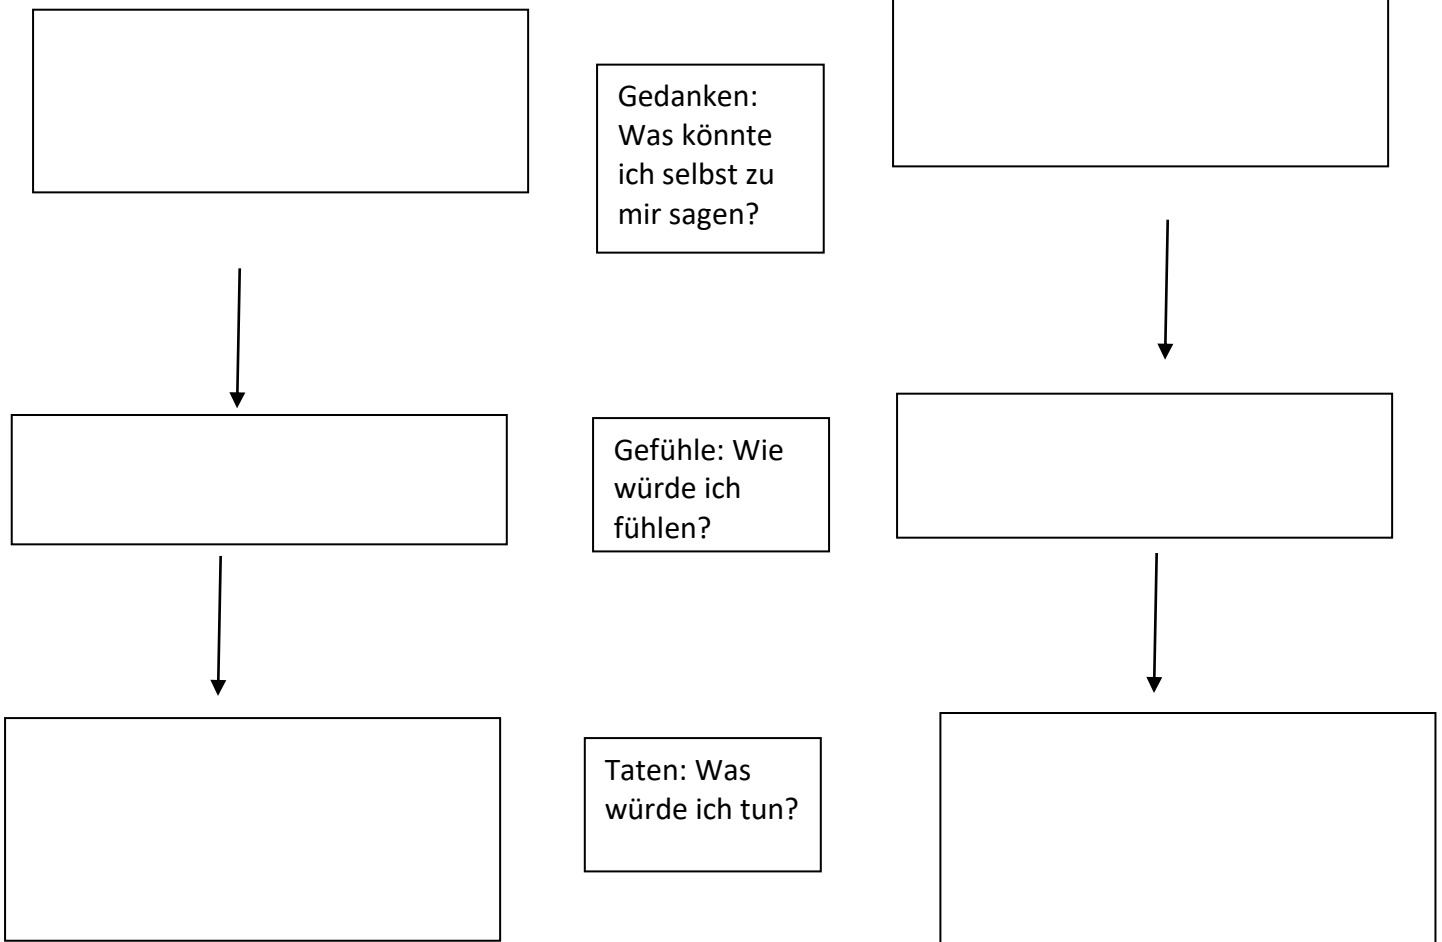 Gedanken:
Was könnte
ich selbst zu
mir sagen?
Gefühle: Wie
würde ich
fühlen?
Taten: Was
würde ich tun?